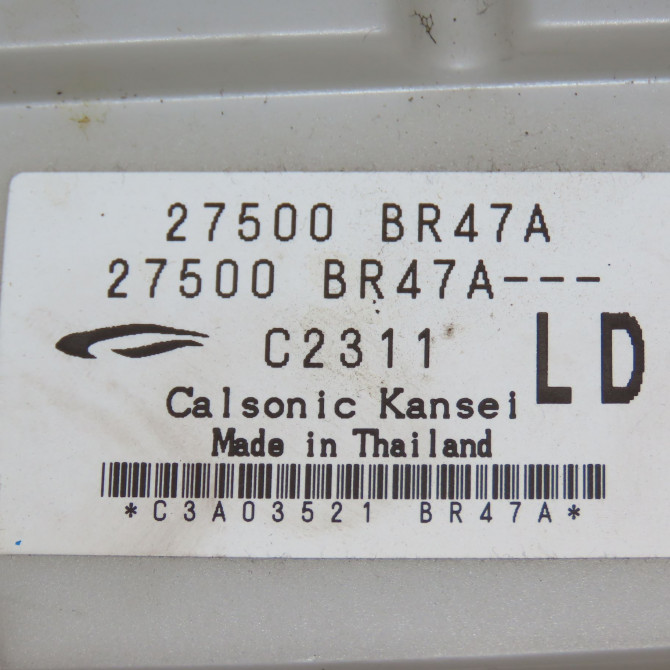 27500 BR47A
27500 BR47A---
C2311 LD
Calsonic Kansei
Made in Thailand
*C3A03521 BR47A*